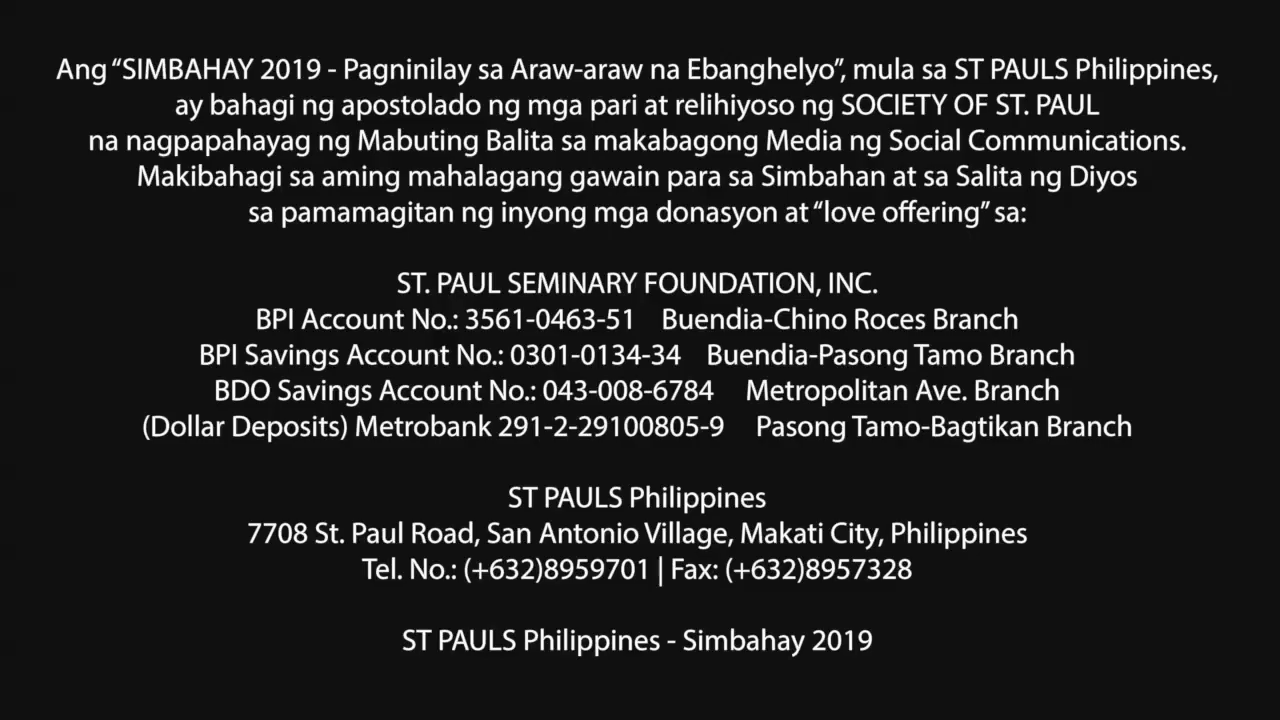 Ang “SIMBAHAY 2019 - Pagninilay sa Araw-araw na Ebanghelyo”, mula sa ST PAULS Philippines,
ay bahagi ng apostolado ng mga pari at relihiyoso ng SOCIETY OF ST. PAUL
na nagpapahayag ng Mabuting Balita sa makabagong Media ng Social Communications.
Makibahagi sa aming mahalagang gawain para sa Simbahan at sa Salita ng Diyos
sa pamamagitan ng inyong mga donasyon at “love offering” sa:
ST. PAUL SEMINARY FOUNDATION, INC.
BPI Account No.: 3561-0463-51 Buendia-Chino Roces Branch
BPI Savings Account No.: 0301-0134-34 Buendia-Pasong Tamo Branch
BDO Savings Account No.: 043-008-6784 Metropolitan Ave. Branch
(Dollar Deposits) Metrobank 291-2-29100805-9 Pasong Tamo-Bagtikan Branch
ST PAULS Philippines
7708 St. Paul Road, San Antonio Village, Makati City, Philippines
Tel. No.: (+632)8959701 | Fax: (+632)8957328
ST PAULS Philippines - Simbahay 2019